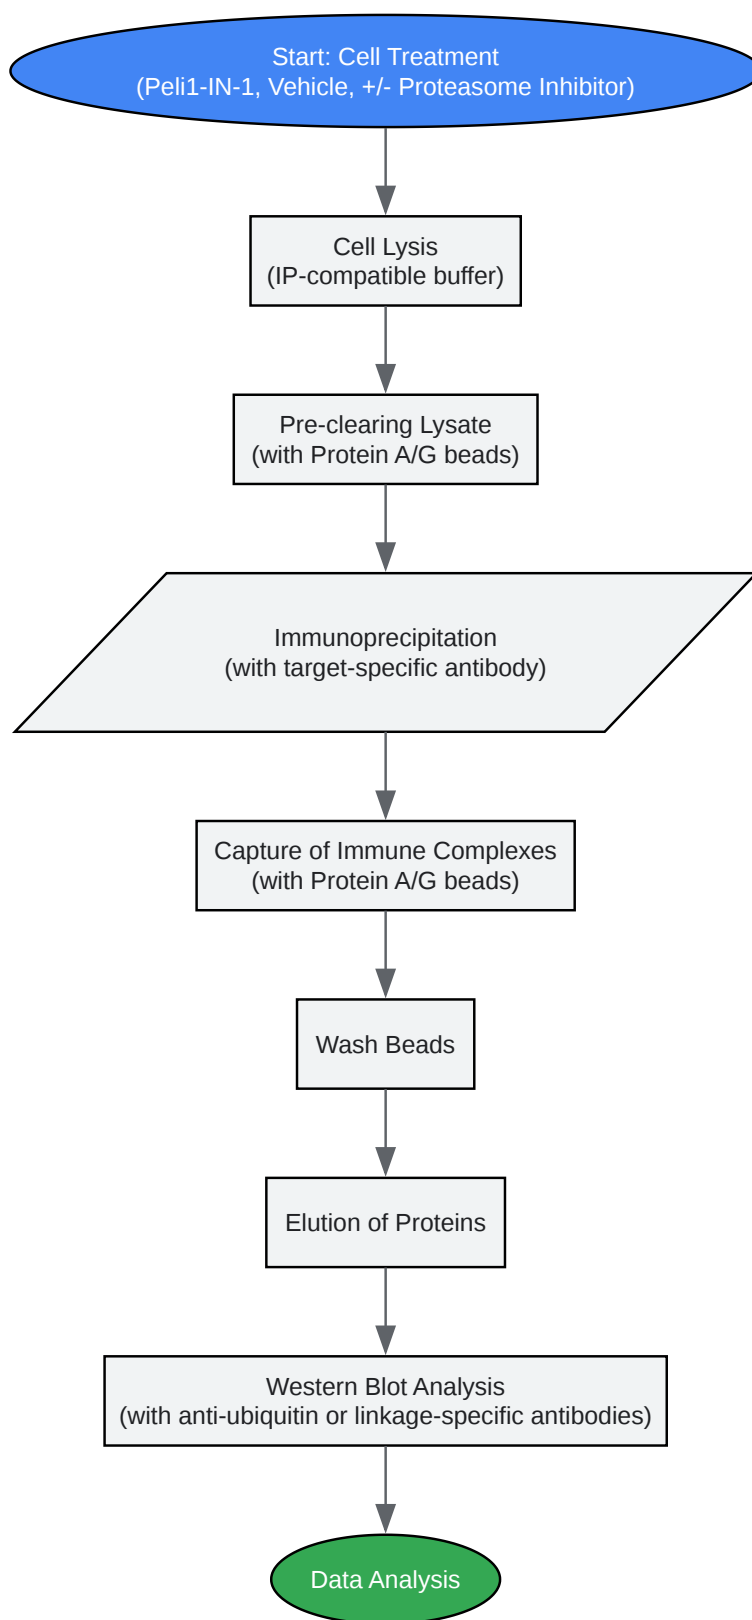 Start: Cell Treatment
(Peli1-IN-1, Vehicle, +/- Proteasome Inhibitor)
Cell Lysis
(IP-compatible buffer)
Pre-clearing Lysate
(with Protein A/G beads)
Immunoprecipitation
(with target-specific antibody)
Capture of Immune Complexes
(with Protein A/G beads)
Wash Beads
Elution of Proteins
Western Blot Analysis
(with anti-ubiquitin or linkage-specific antibodies)
Data Analysis